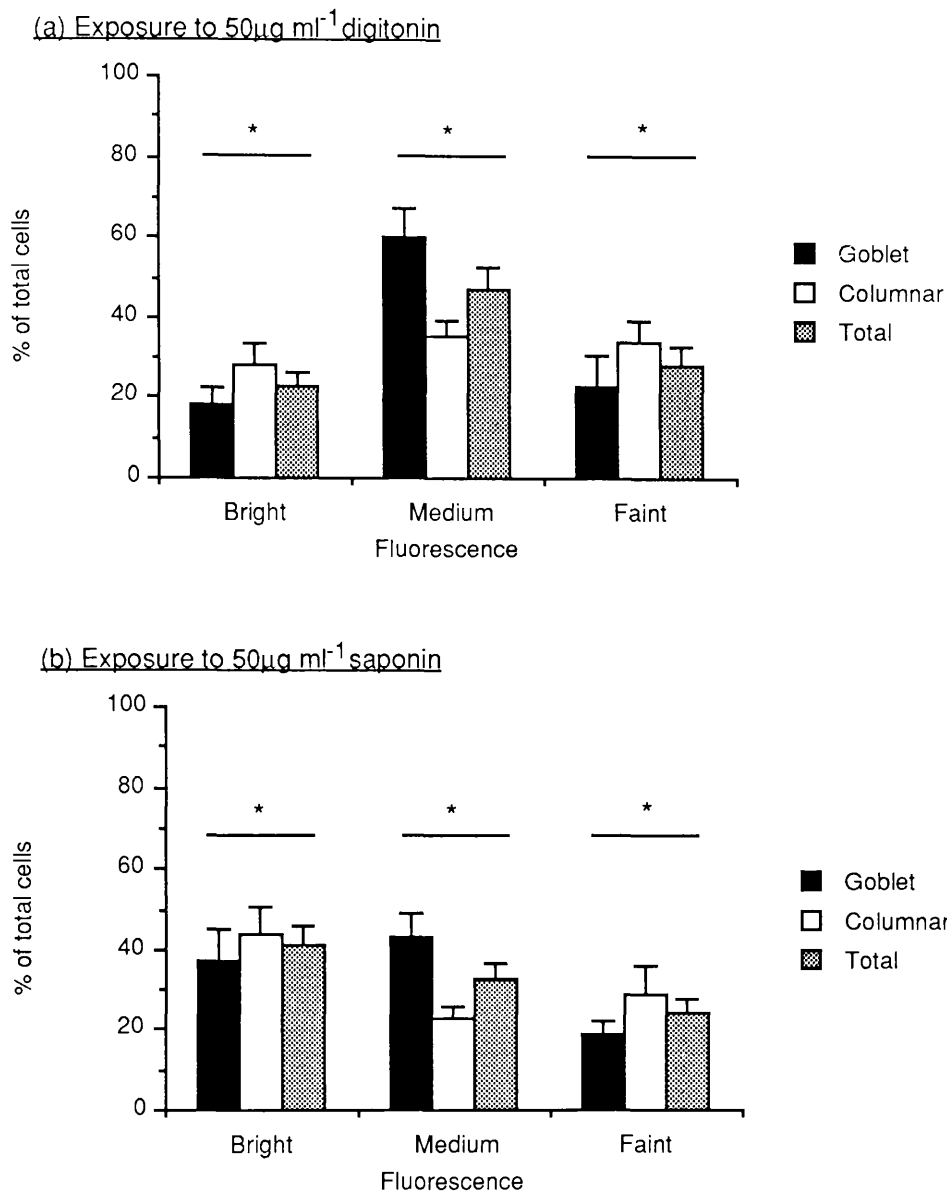 (a) Exposure to 50µg ml⁻¹ digitonin
100
80
60
40
20
0
% of total cells
* * *
Bright Medium Faint
Fluorescence
Goblet
Columnar
Total
(b) Exposure to 50µg ml⁻¹ saponin
100
80
60
40
20
0
% of total cells
* * *
Bright Medium Faint
Fluorescence
Goblet
Columnar
Total